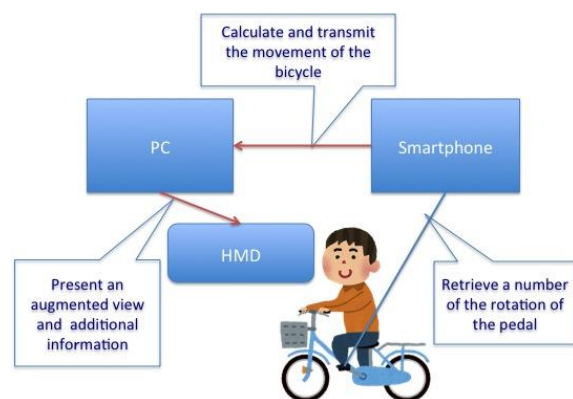 Calculate and transmit
the movement of the
bicycle
PC
Smartphone
HMD
Present an
augmented view
and additional
information
Retrieve a number
of the rotation of
the pedal